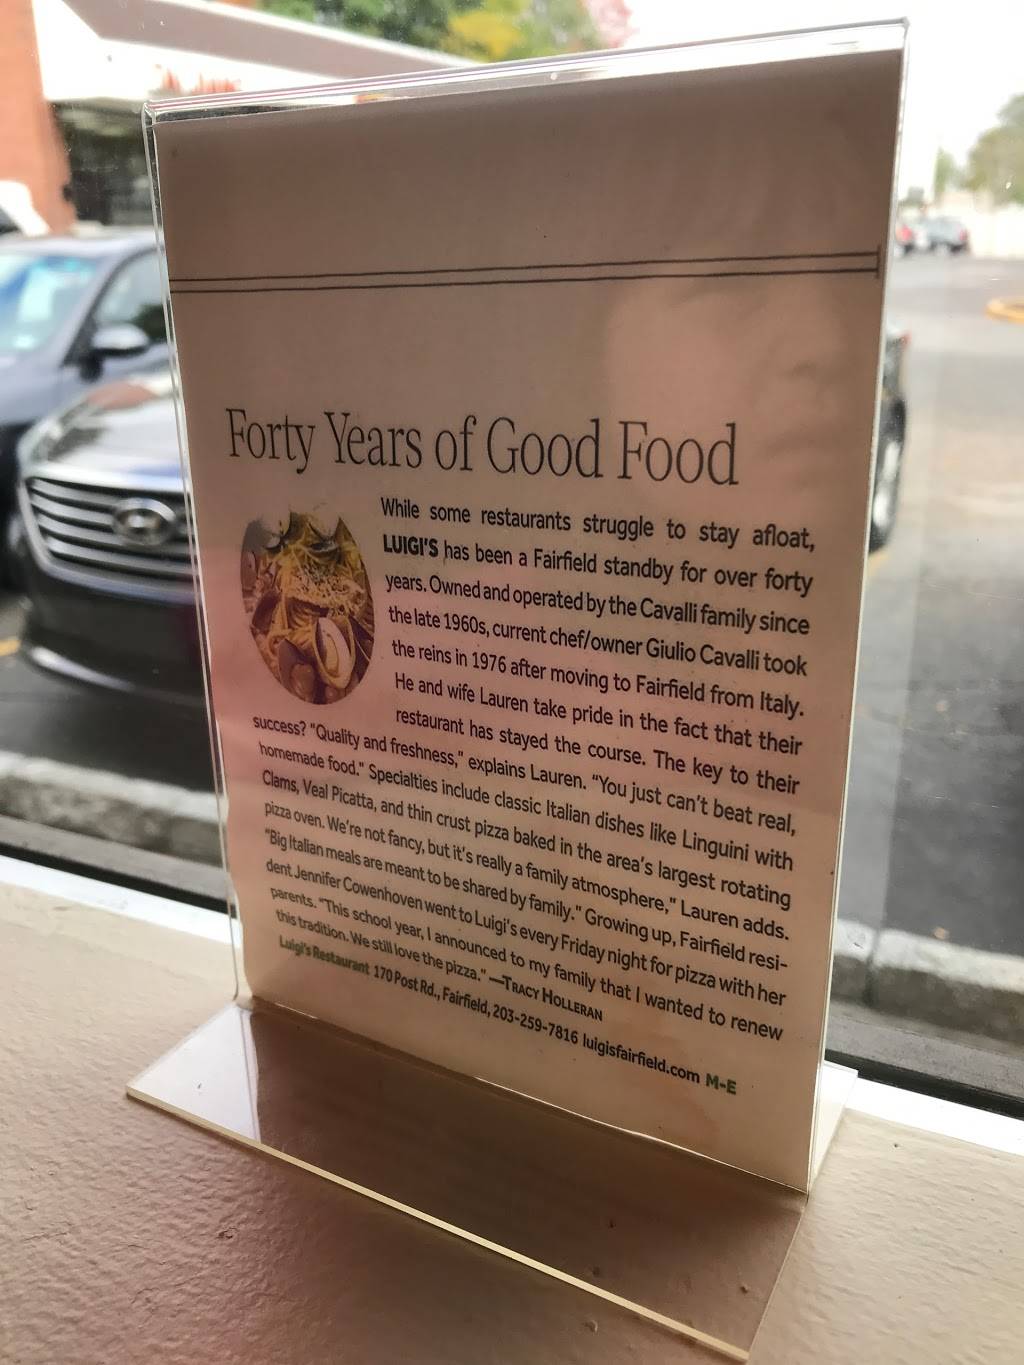 Forty Years of Good Food
While some restaurants struggle to stay afloat,
LUIGI'S has been a Fairfield standby for over forty
years. Owned and operated by the Cavalli family since
the late 1960s, current chef/owner Giulio Cavalli took
the reins in 1976 after moving to Fairfield from Italy.
He and wife Lauren take pride in the fact that their
restaurant has stayed the course. The key to their
success? "Quality and freshness," explains Lauren. "You just can't beat real,
homemade food." Specialties include classic Italian dishes like Linguini with
Clams, Veal Picatta, and thin crust pizza baked in the area's largest rotating
pizza oven. We're not fancy, but it's really a family atmosphere," Lauren adds.
"Big Italian meals are meant to be shared by family." Growing up, Fairfield resi-
dent Jennifer Cowenhoven went to Luigi's every Friday night for pizza with her
parents. "This school year, I announced to my family that I wanted to renew
this tradition. We still love the pizza." —TRACY HOLLERAN
Luigi's Restaurant 170 Post Rd., Fairfield, 203-259-7816 luigisfairfield.com M-E